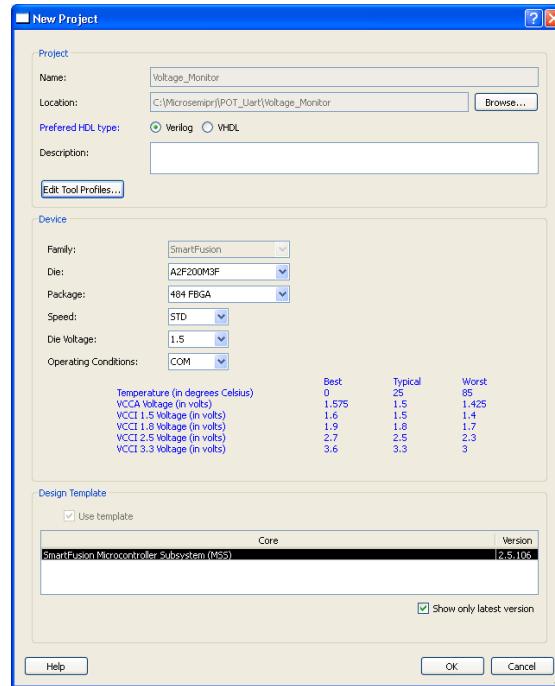 New Project
Project
Name: Voltage_Monitor
Location: C:\Microsemiprj\POT_Uart\Voltage_Monitor Browse...
Prefered HDL type: Verilog VHDL
Description:
Edit Tool Profiles...
Device
Family: SmartFusion
Die: A2F200M3F
Package: 484 FBGA
Speed: STD
Die Voltage: 1.5
Operating Conditions: COM
Best Typical Worst
Temperature (in degrees Celsius) 0 25 85
VCCA Voltage (in volts) 1.575 1.5 1.425
VCCI 1.5 Voltage (in volts) 1.6 1.5 1.4
VCCI 1.8 Voltage (in volts) 1.9 1.8 1.7
VCCI 2.5 Voltage (in volts) 2.7 2.5 2.3
VCCI 3.3 Voltage (in volts) 3.6 3.3 3
Design Template
Use template
Core Version
SmartFusion Microcontroller Subsystem (MSS) 2.5.106
Show only latest version
Help OK Cancel